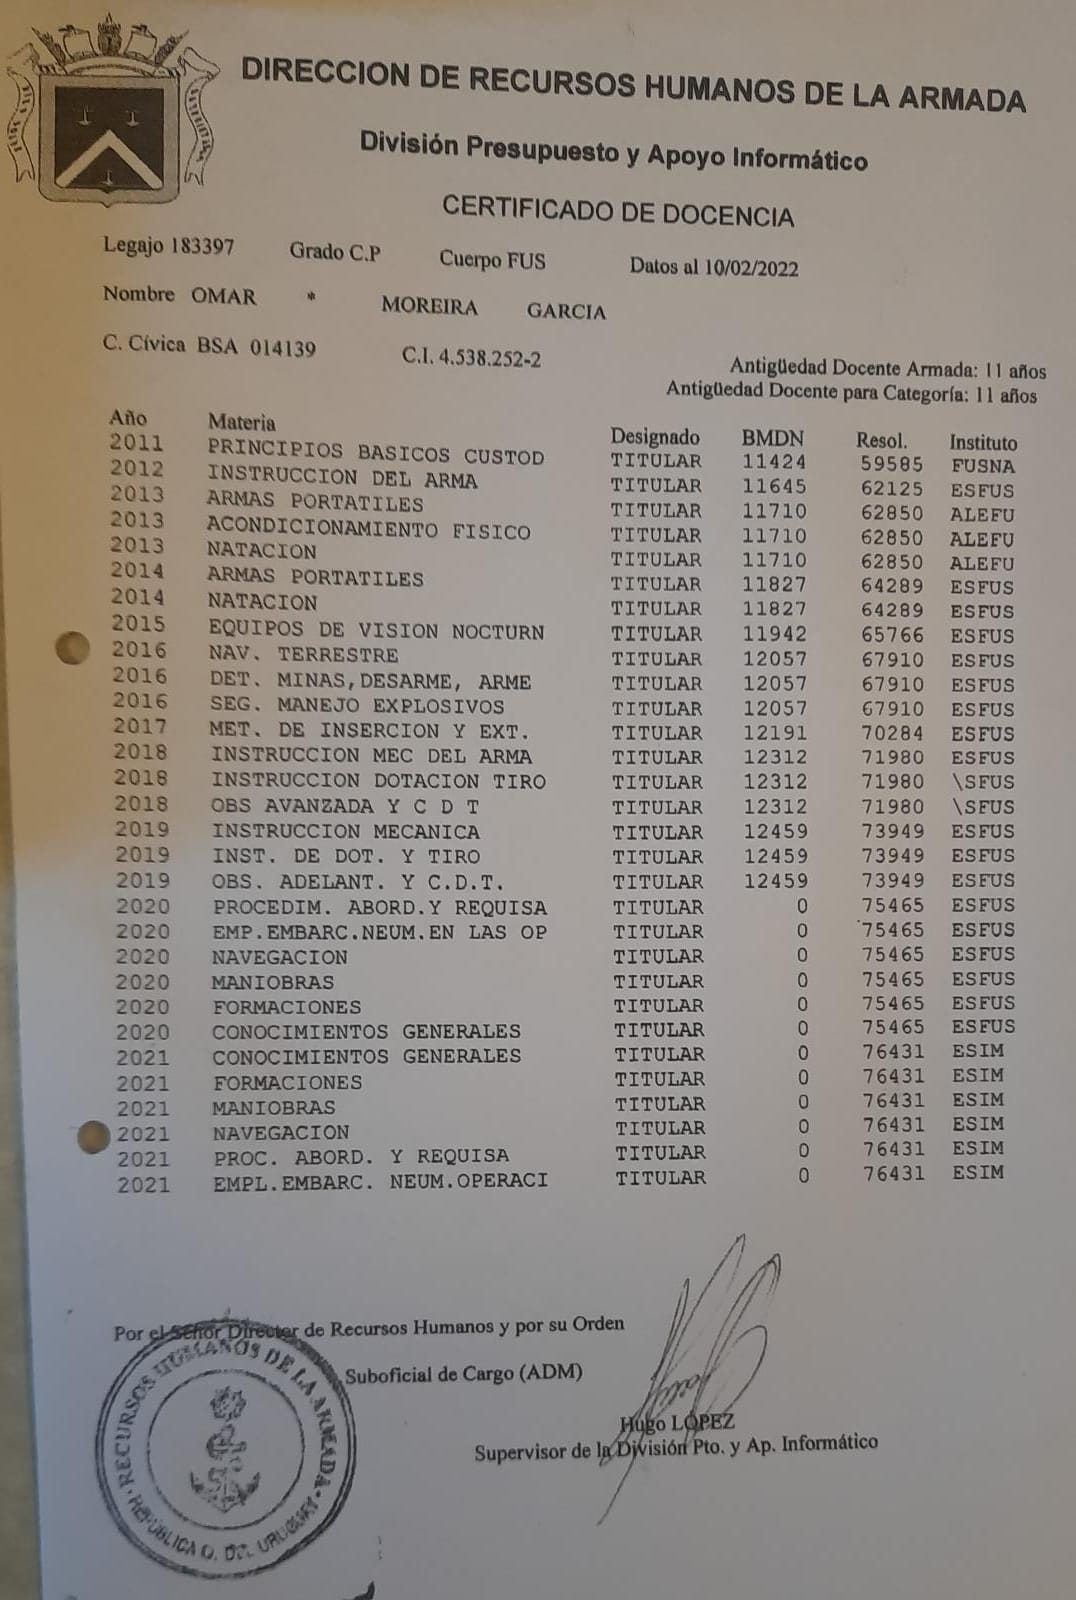 DIRECCION DE RECURSOS HUMANOS DE LA ARMADA
División Presupuesto y Apoyo Informático
CERTIFICADO DE DOCENCIA
Legajo 183397 Grado C.P Cuerpo FUS Datos al 10/02/2022
Nombre OMAR * MOREIRA GARCIA
C. Cívica BSA 014139 C.I. 4.538.252-2
Antigüedad Docente Armada: 11 años
Antigüedad Docente para Categoría: 11 años
Año Materia Designado BMDN Resol. Instituto
2011 PRINCIPIOS BASICOS CUSTOD TITULAR 11424 59585 FUSNA
2012 INSTRUCCION DEL ARMA TITULAR 11645 62125 ESFUS
2013 ARMAS PORTATILES TITULAR 11710 62850 ALEFU
2013 ACONDICIONAMIENTO FISICO TITULAR 11710 62850 ALEFU
2013 NATACION TITULAR 11710 62850 ALEFU
2014 ARMAS PORTATILES TITULAR 11827 64289 ESFUS
2014 NATACION TITULAR 11827 64289 ESFUS
2015 EQUIPOS DE VISION NOCTURN TITULAR 11942 65766 ESFUS
2016 NAV. TERRESTRE TITULAR 12057 67910 ESFUS
2016 DET. MINAS,DESARME, ARME TITULAR 12057 67910 ESFUS
2016 SEG. MANEJO EXPLOSIVOS TITULAR 12057 67910 ESFUS
2017 MET. DE INSERCION Y EXT. TITULAR 12191 70284 ESFUS
2018 INSTRUCCION MEC DEL ARMA TITULAR 12312 71980 ESFUS
2018 INSTRUCCION DOTACION TIRO TITULAR 12312 71980 \SFUS
2018 OBS AVANZADA Y C D T TITULAR 12312 71980 \SFUS
2019 INSTRUCCION MECANICA TITULAR 12459 73949 ESFUS
2019 INST. DE DOT. Y TIRO TITULAR 12459 73949 ESFUS
2019 OBS. ADELANT. Y C.D.T. TITULAR 12459 73949 ESFUS
2020 PROCEDIM. ABORD.Y REQUISA TITULAR 0 75465 ESFUS
2020 EMP.EMBARC.NEUM.EN LAS OP TITULAR 0 75465 ESFUS
2020 NAVEGACION TITULAR 0 75465 ESFUS
2020 MANIOBRAS TITULAR 0 75465 ESFUS
2020 FORMACIONES TITULAR 0 75465 ESFUS
2020 CONOCIMIENTOS GENERALES TITULAR 0 75465 ESFUS
2021 CONOCIMIENTOS GENERALES TITULAR 0 76431 ESIM
2021 FORMACIONES TITULAR 0 76431 ESIM
2021 MANIOBRAS TITULAR 0 76431 ESIM
2021 NAVEGACION TITULAR 0 76431 ESIM
2021 PROC. ABORD. Y REQUISA TITULAR 0 76431 ESIM
2021 EMPL.EMBARC. NEUM.OPERACI TITULAR 0 76431 ESIM
Por el Señor Director de Recursos Humanos y por su Orden
Suboficial de Cargo (ADM)
Hugo LOPEZ
Supervisor de la División Pto. y Ap. Informático
RECURSOS HUMANOS DE LA ARMADA
REPÚBLICA O. DEL URUGUAY